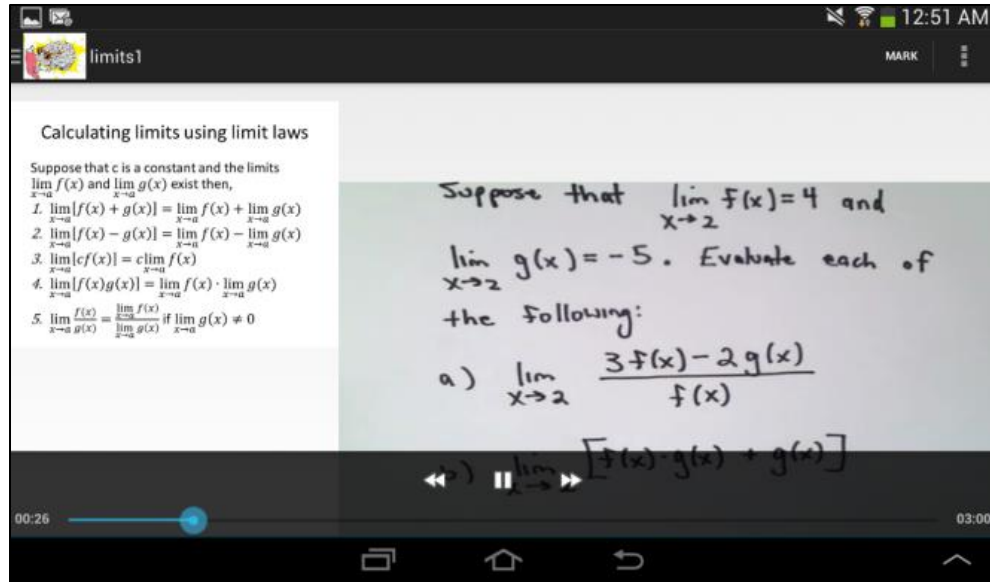 12:51 AM
limits1
MARK
Calculating limits using limit laws
Suppose that c is a constant and the limits
lim x→a f(x) and lim x→a g(x) exist then,
1. lim x→a [f(x) + g(x)] = lim x→a f(x) + lim x→a g(x)
2. lim x→a [f(x) − g(x)] = lim x→a f(x) − lim x→a g(x)
3. lim x→a [cf(x)] = c lim x→a f(x)
4. lim x→a [f(x)g(x)] = lim x→a f(x) · lim x→a g(x)
5. lim x→a f(x)/g(x) = lim x→a f(x) / lim x→a g(x) if lim x→a g(x) ≠ 0
Suppose that lim x→2 f(x) = 4 and
lim x→2 g(x) = -5. Evaluate each of
the following:
a) lim x→2 3f(x) - 2g(x) / f(x)
b) lim x→2 [f(x)·g(x) + g(x)]
00:26
03:00